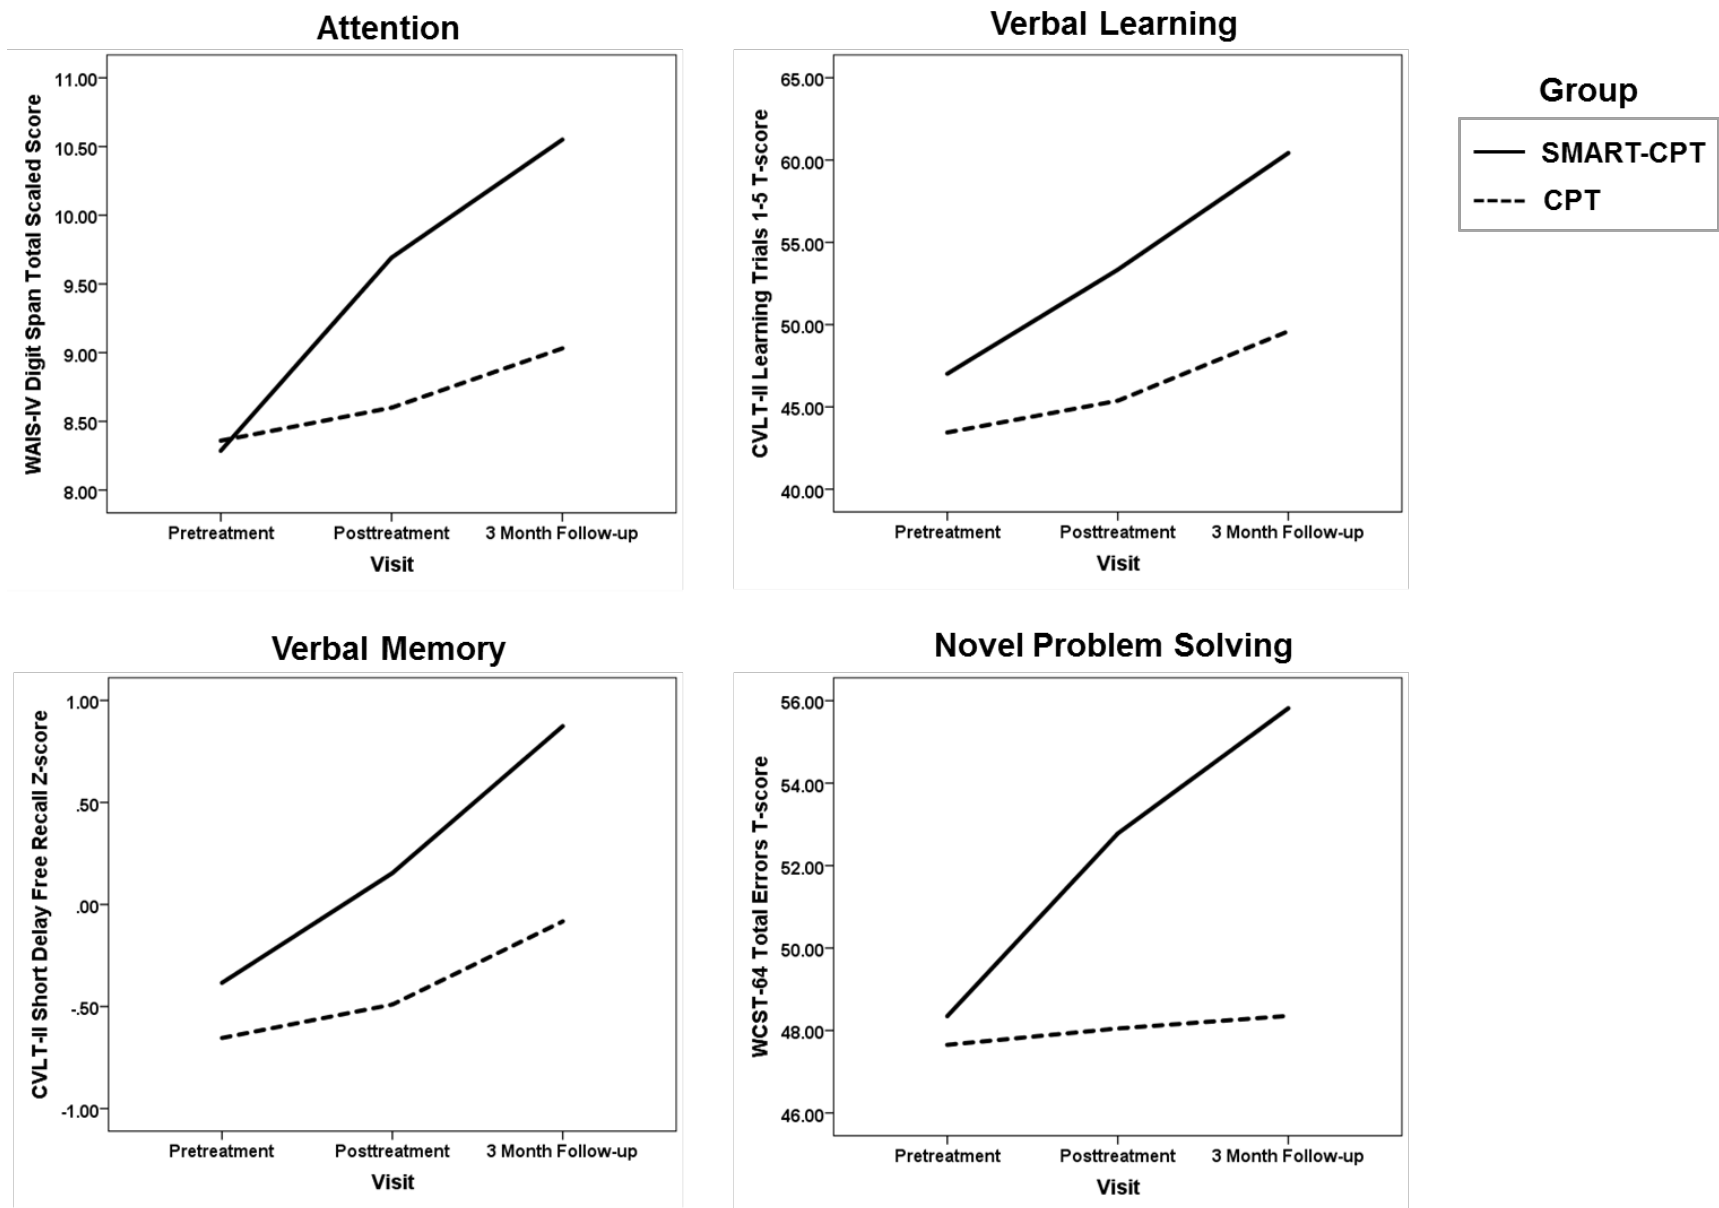 Attention
WAIS-IV Digit Span Total Scaled Score
11.00
10.50
10.00
9.50
9.00
8.50
8.00
Pretreatment Posttreatment 3 Month Follow-up
Visit
Verbal Learning
CVLT-II Learning Trials 1-5 T-score
65.00
60.00
55.00
50.00
45.00
40.00
Pretreatment Posttreatment 3 Month Follow-up
Visit
Group
SMART-CPT
CPT
Verbal Memory
CVLT-II Short Delay Free Recall Z-score
1.00
.50
.00
-.50
-1.00
Pretreatment Posttreatment 3 Month Follow-up
Visit
Novel Problem Solving
WCST-64 Total Errors T-score
56.00
54.00
52.00
50.00
48.00
46.00
Pretreatment Posttreatment 3 Month Follow-up
Visit